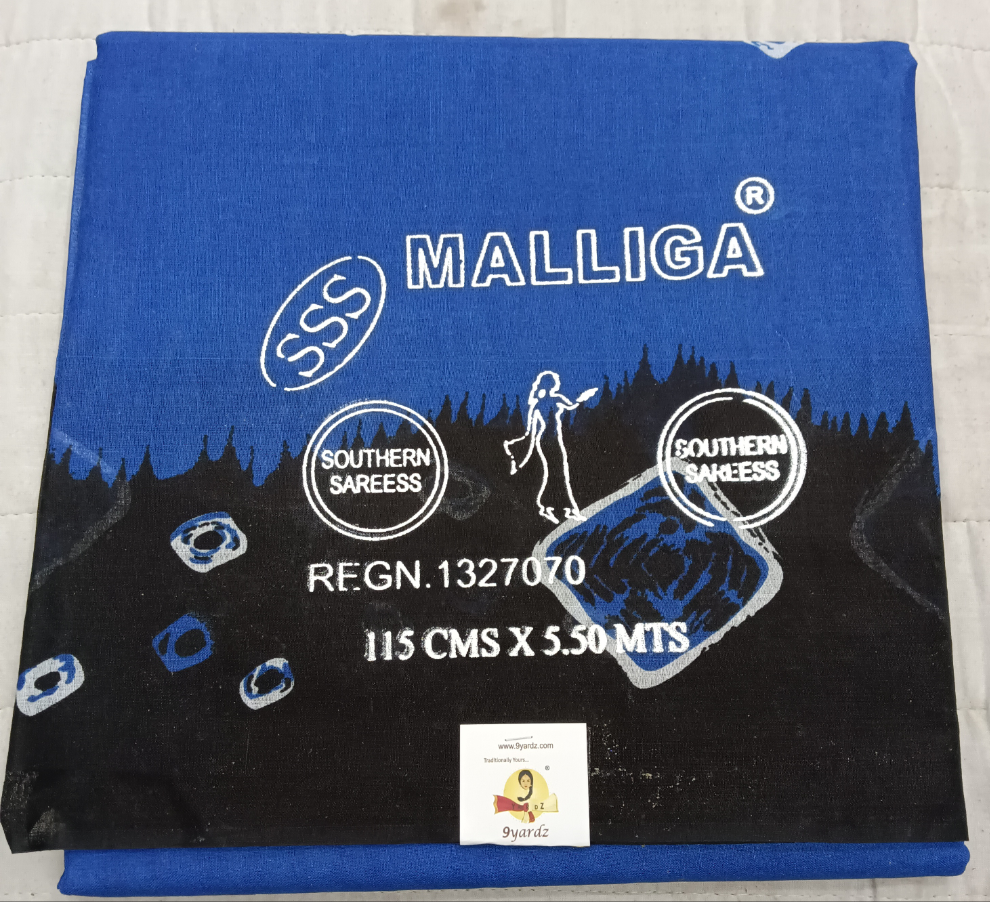 MALLIGA ®
SSS
SOUTHERN
SAREESS
SOUTHERN
SAREESS
REGN.1327070
115 CMS X 5.50 MTS
www.9yardz.com
Traditionally Yours...
®
9
D Z
9yardz